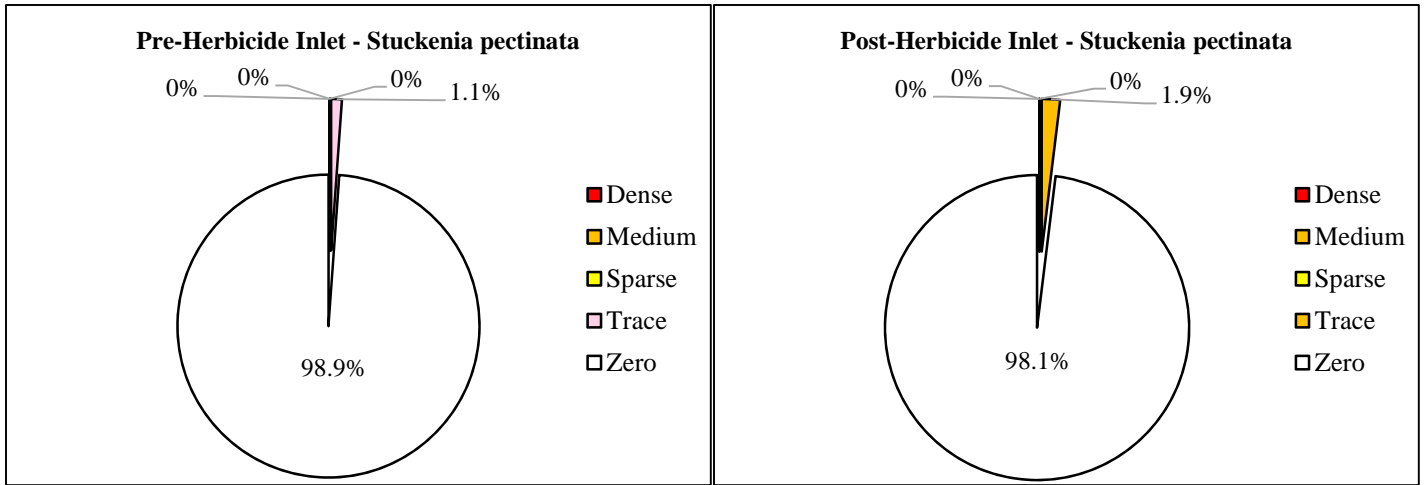 Pre-Herbicide Inlet - Stuckenia pectinata
0%
0%
0%
1.1%
98.9%
Dense
Medium
Sparse
Trace
Zero
Post-Herbicide Inlet - Stuckenia pectinata
0%
0%
0%
1.9%
98.1%
Dense
Medium
Sparse
Trace
Zero